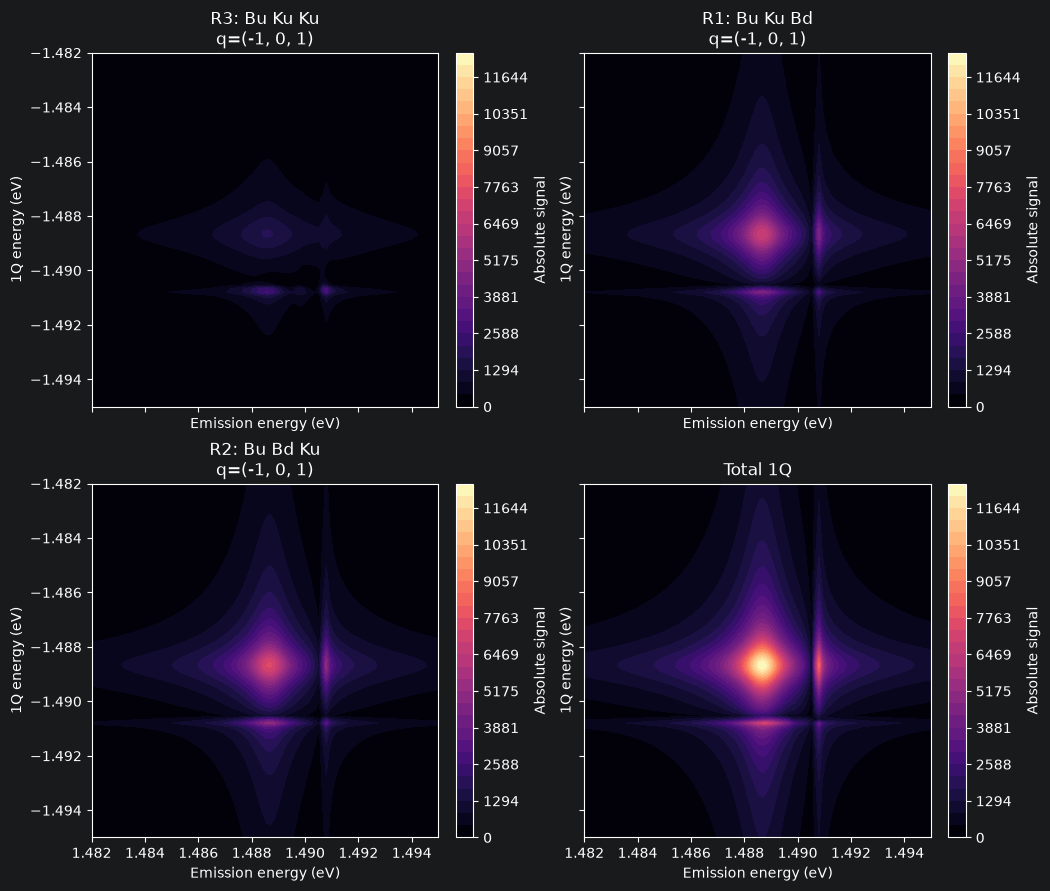 R3: Bu Ku Ku
q=(-1, 0, 1)
−1.482
−1.484
−1.486
−1.488
−1.490
−1.492
−1.494
1Q energy (eV)
Emission energy (eV)
11644
10351
9057
7763
6469
5175
3881
2588
1294
0
Absolute signal
R1: Bu Ku Bd
q=(-1, 0, 1)
1Q energy (eV)
Emission energy (eV)
11644
10351
9057
7763
6469
5175
3881
2588
1294
0
Absolute signal
R2: Bu Bd Ku
q=(-1, 0, 1)
−1.482
−1.484
−1.486
−1.488
−1.490
−1.492
−1.494
1Q energy (eV)
1.482 1.484 1.486 1.488 1.490 1.492 1.494
Emission energy (eV)
11644
10351
9057
7763
6469
5175
3881
2588
1294
0
Absolute signal
Total 1Q
1Q energy (eV)
1.482 1.484 1.486 1.488 1.490 1.492 1.494
Emission energy (eV)
11644
10351
9057
7763
6469
5175
3881
2588
1294
0
Absolute signal